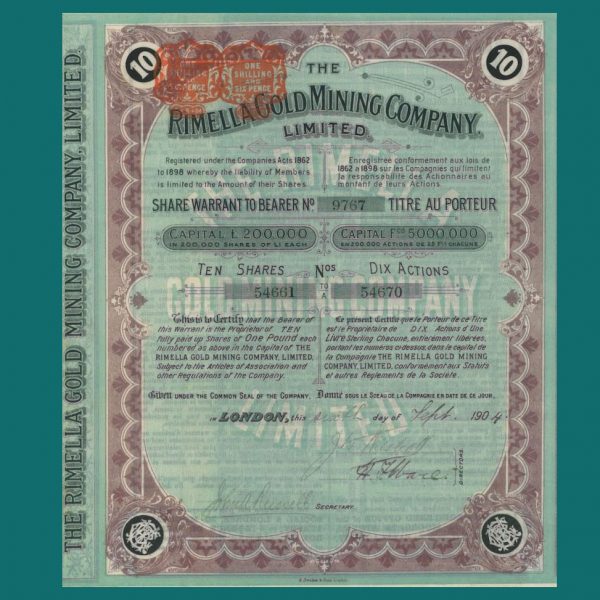 10
10
ONE
SHILLING
AND
SIX PENCE
THE
RIMELLA GOLD MINING COMPANY,
LIMITED.
Registered under the Companies Acts 1862
to 1898 whereby the liability of Members
is limited to the Amount of their Shares.
Enregistrée conformement aux lois de
1862 a 1898 sur les Compagnies qui limitent
la responsabilité des Actionnaires au
montant de leurs Actions.
SHARE WARRANT TO BEARER No 9767 TITRE AU PORTEUR
CAPITAL £200,000
IN 200,000 SHARES OF £1 EACH
CAPITAL Fcs 5000000
EN 200,000 ACTIONS DE 25 Fcs CHACUNE
TEN SHARES Nos DIX ACTIONS
54661 TO A 54670
This is to Certify that the Bearer of
this Warrant is the Proprietor of TEN
fully paid up Shares of One Pound each
numbered as above in the capital of THE
RIMELLA GOLD MINING COMPANY, LIMITED,
Subject to the Articles of Association and
other Regulations of the Company.
Le présent Certifie que le Porteur de ce Titre
est le Propriétaire de DIX Actions d'Une
Livre Sterling Chacune, entièrement libérées,
portant les numéros ci-dessus, dans le capital de
la Compagnie THE RIMELLA GOLD MINING
COMPANY, LIMITED, conformément aux Statuts
et autres Reglements de la Societé.
Given UNDER THE COMMON SEAL OF THE COMPANY, Donné SOUS LE SCEAU DE LA COMPAGNIE EN DATE DE CE JOUR,
IN LONDON, this day of Sept. 1904.
DIRECTORS.
SECRETARY.
THE RIMELLA GOLD MINING COMPANY, LIMITED.